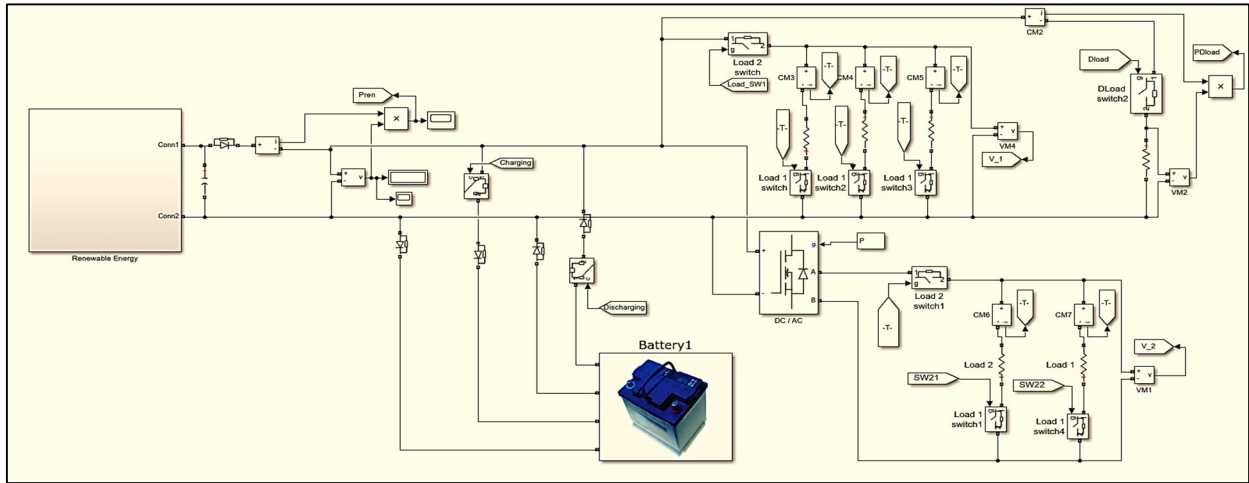 CM2
i
PDload
Load 2
switch
Load_SW1
CM3
-T-
CM4
-T-
CM5
-T-
Dload
DLoad
switch2
Pren
×
×
-T-
-T-
-T-
VM4
V_1
Conn1
i
v
Charging
Load 1
switch
Load 1
switch2
Load 1
switch3
v
VM2
Conn2
Renewable Energy
P
g
A
B
DC / AC
Load 2
switch1
-T-
Discharging
Battery1
CM6
-T-
CM7
-T-
V_2
Load 2
Load 1
v
VM1
SW21
SW22
Load 1
switch1
Load 1
switch4